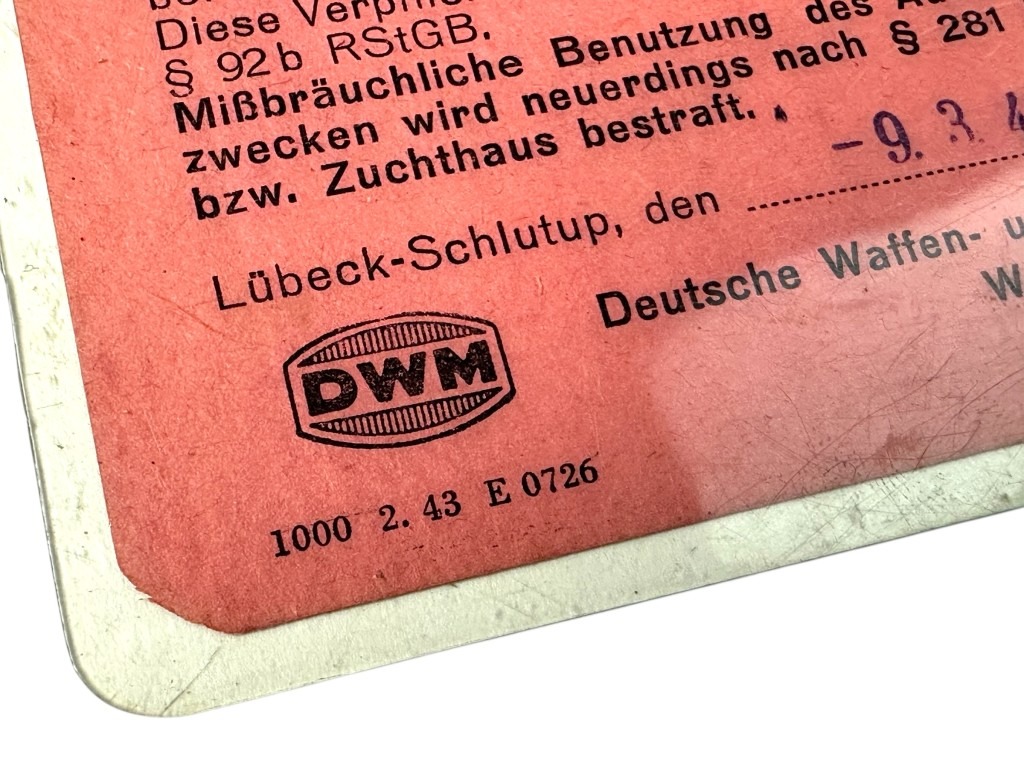 Diese
§ 92b RStGB.
Mißbräuchliche Benutzung des
zwecken wird neuerdings nach § 281
bzw. Zuchthaus bestraft.
-9. 3. 4
Lübeck-Schlutup, den
Deutsche Waffen-
DWM
1000 2. 43 E 0726